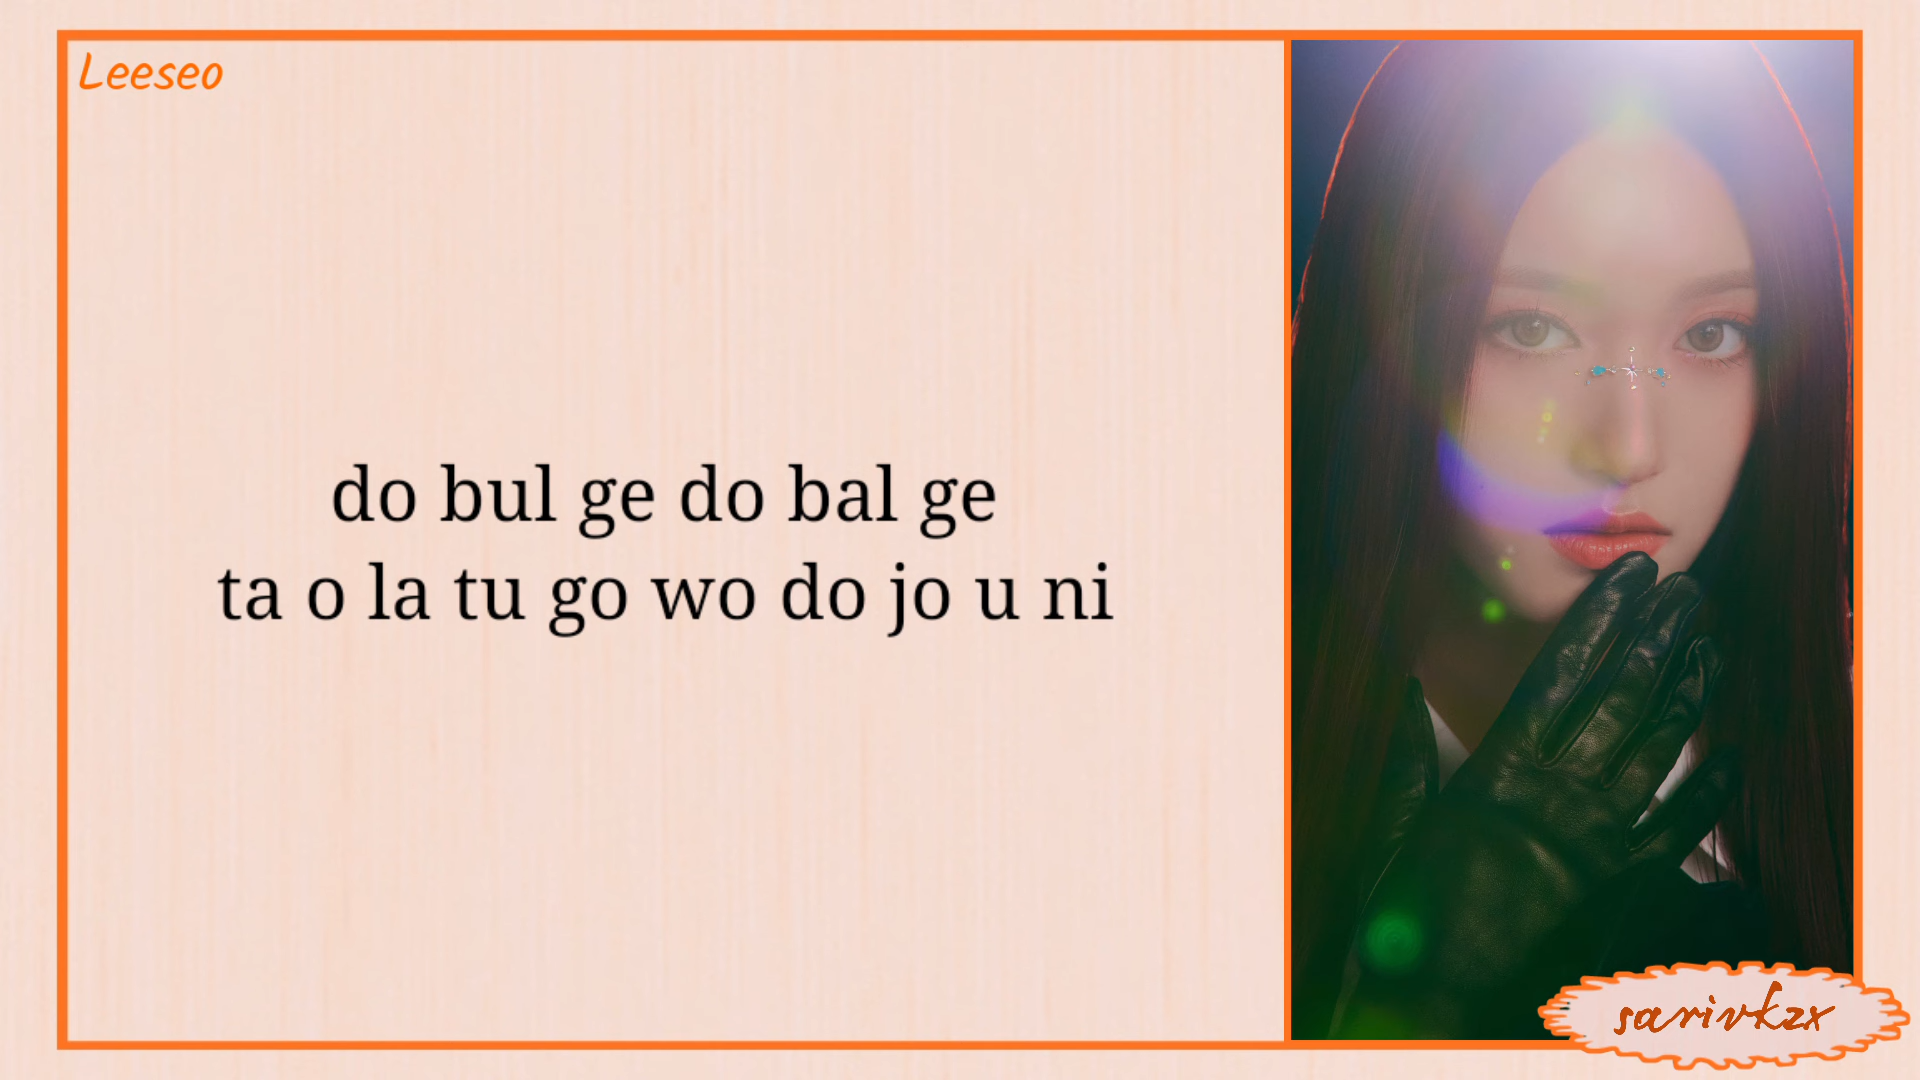 Leeseo
do bul ge do bal ge
ta o la tu go wo do jo u ni
sarivkzx